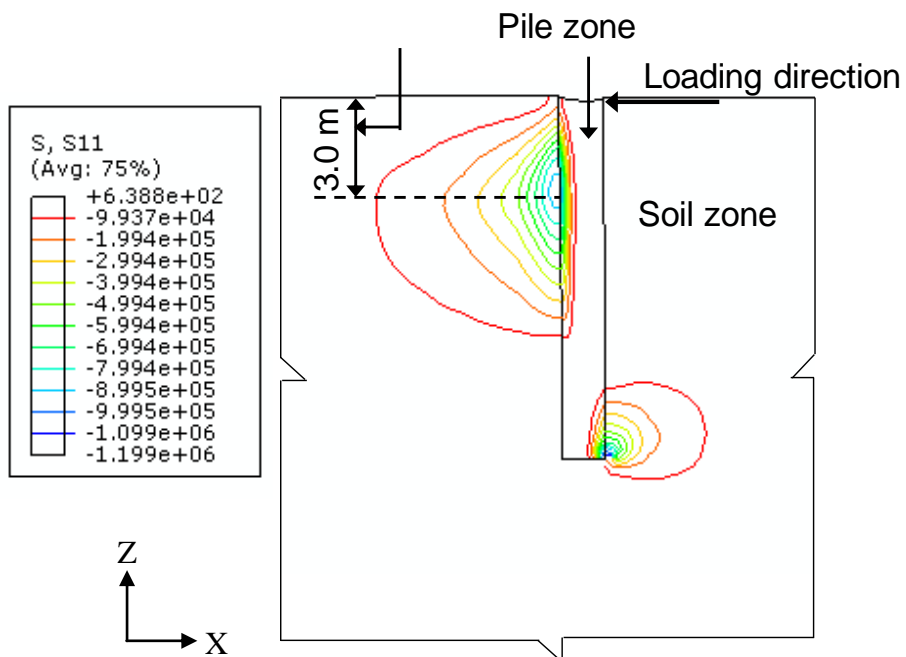 Pile zone
Loading direction
3.0 m
Soil zone
S, S11
(Avg: 75%)
+6.388e+02
-9.937e+04
-1.994e+05
-2.994e+05
-3.994e+05
-4.994e+05
-5.994e+05
-6.994e+05
-7.994e+05
-8.995e+05
-9.995e+05
-1.099e+06
-1.199e+06
Z
X